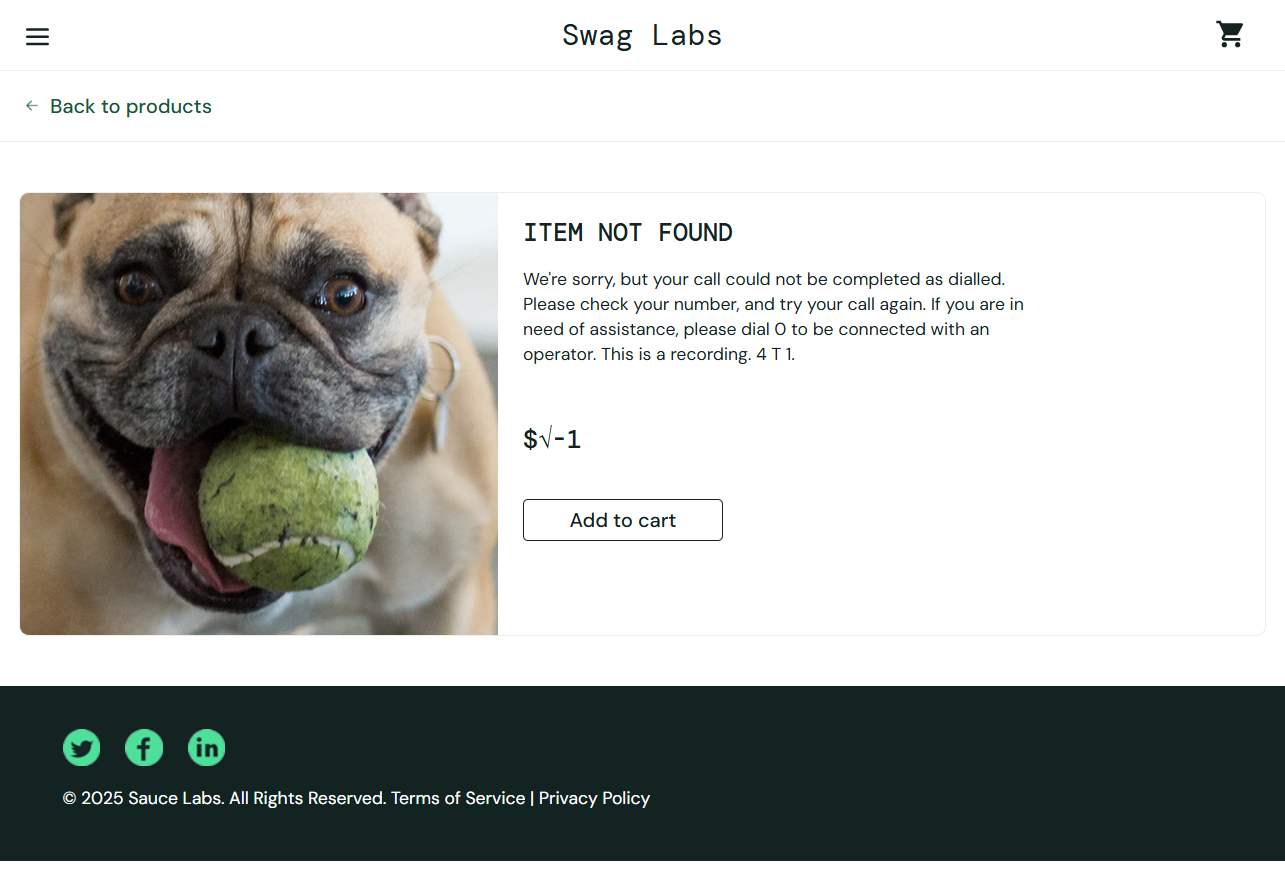 Swag Labs
Back to products
ITEM NOT FOUND
We're sorry, but your call could not be completed as dialled.
Please check your number, and try your call again. If you are in
need of assistance, please dial 0 to be connected with an
operator. This is a recording. 4 T 1.
$√-1
Add to cart
© 2025 Sauce Labs. All Rights Reserved. Terms of Service | Privacy Policy